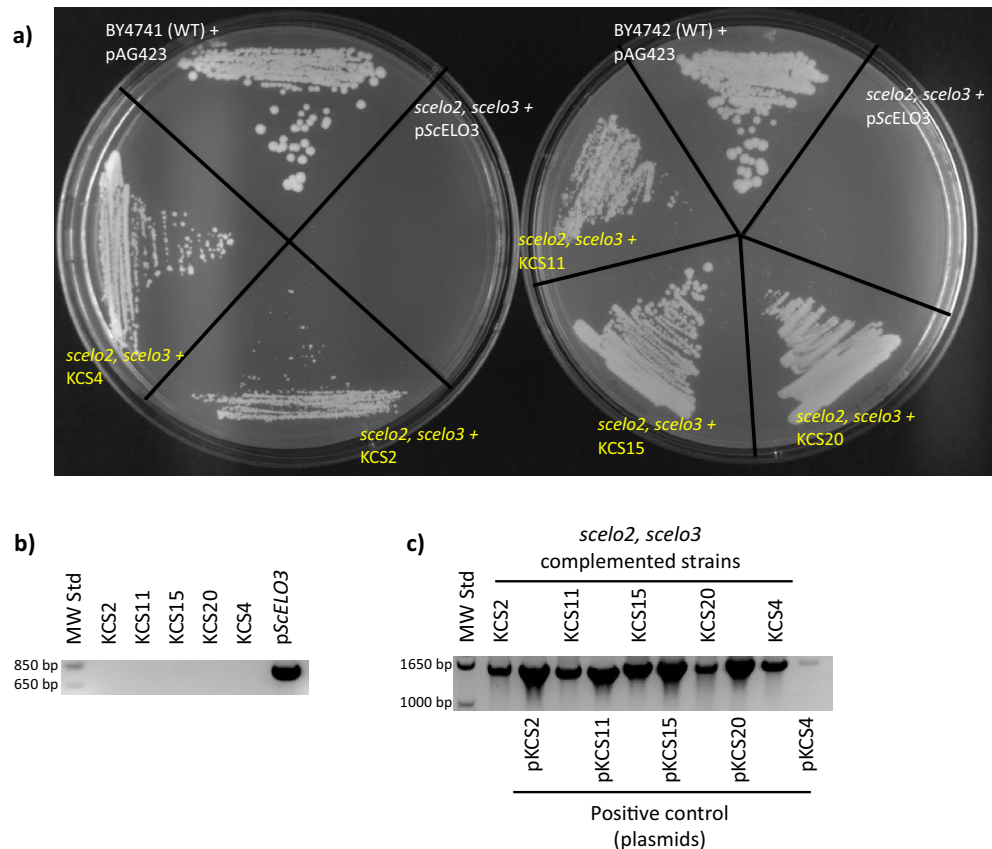 a)
BY4741 (WT) +
pAG423
scelo2, scelo3 +
pScELO3
scelo2, scelo3 +
KCS4
scelo2, scelo3 +
KCS2
BY4742 (WT) +
pAG423
scelo2, scelo3 +
pScELO3
scelo2, scelo3 +
KCS11
scelo2, scelo3 +
KCS15
scelo2, scelo3 +
KCS20
b)
MW Std
KCS2
KCS11
KCS15
KCS20
KCS4
pScELO3
850 bp
650 bp
c)
scelo2, scelo3
complemented strains
MW Std
KCS2
KCS11
KCS15
KCS20
KCS4
1650 bp
1000 bp
pKCS2
pKCS11
pKCS15
pKCS20
pKCS4
Positive control
(plasmids)